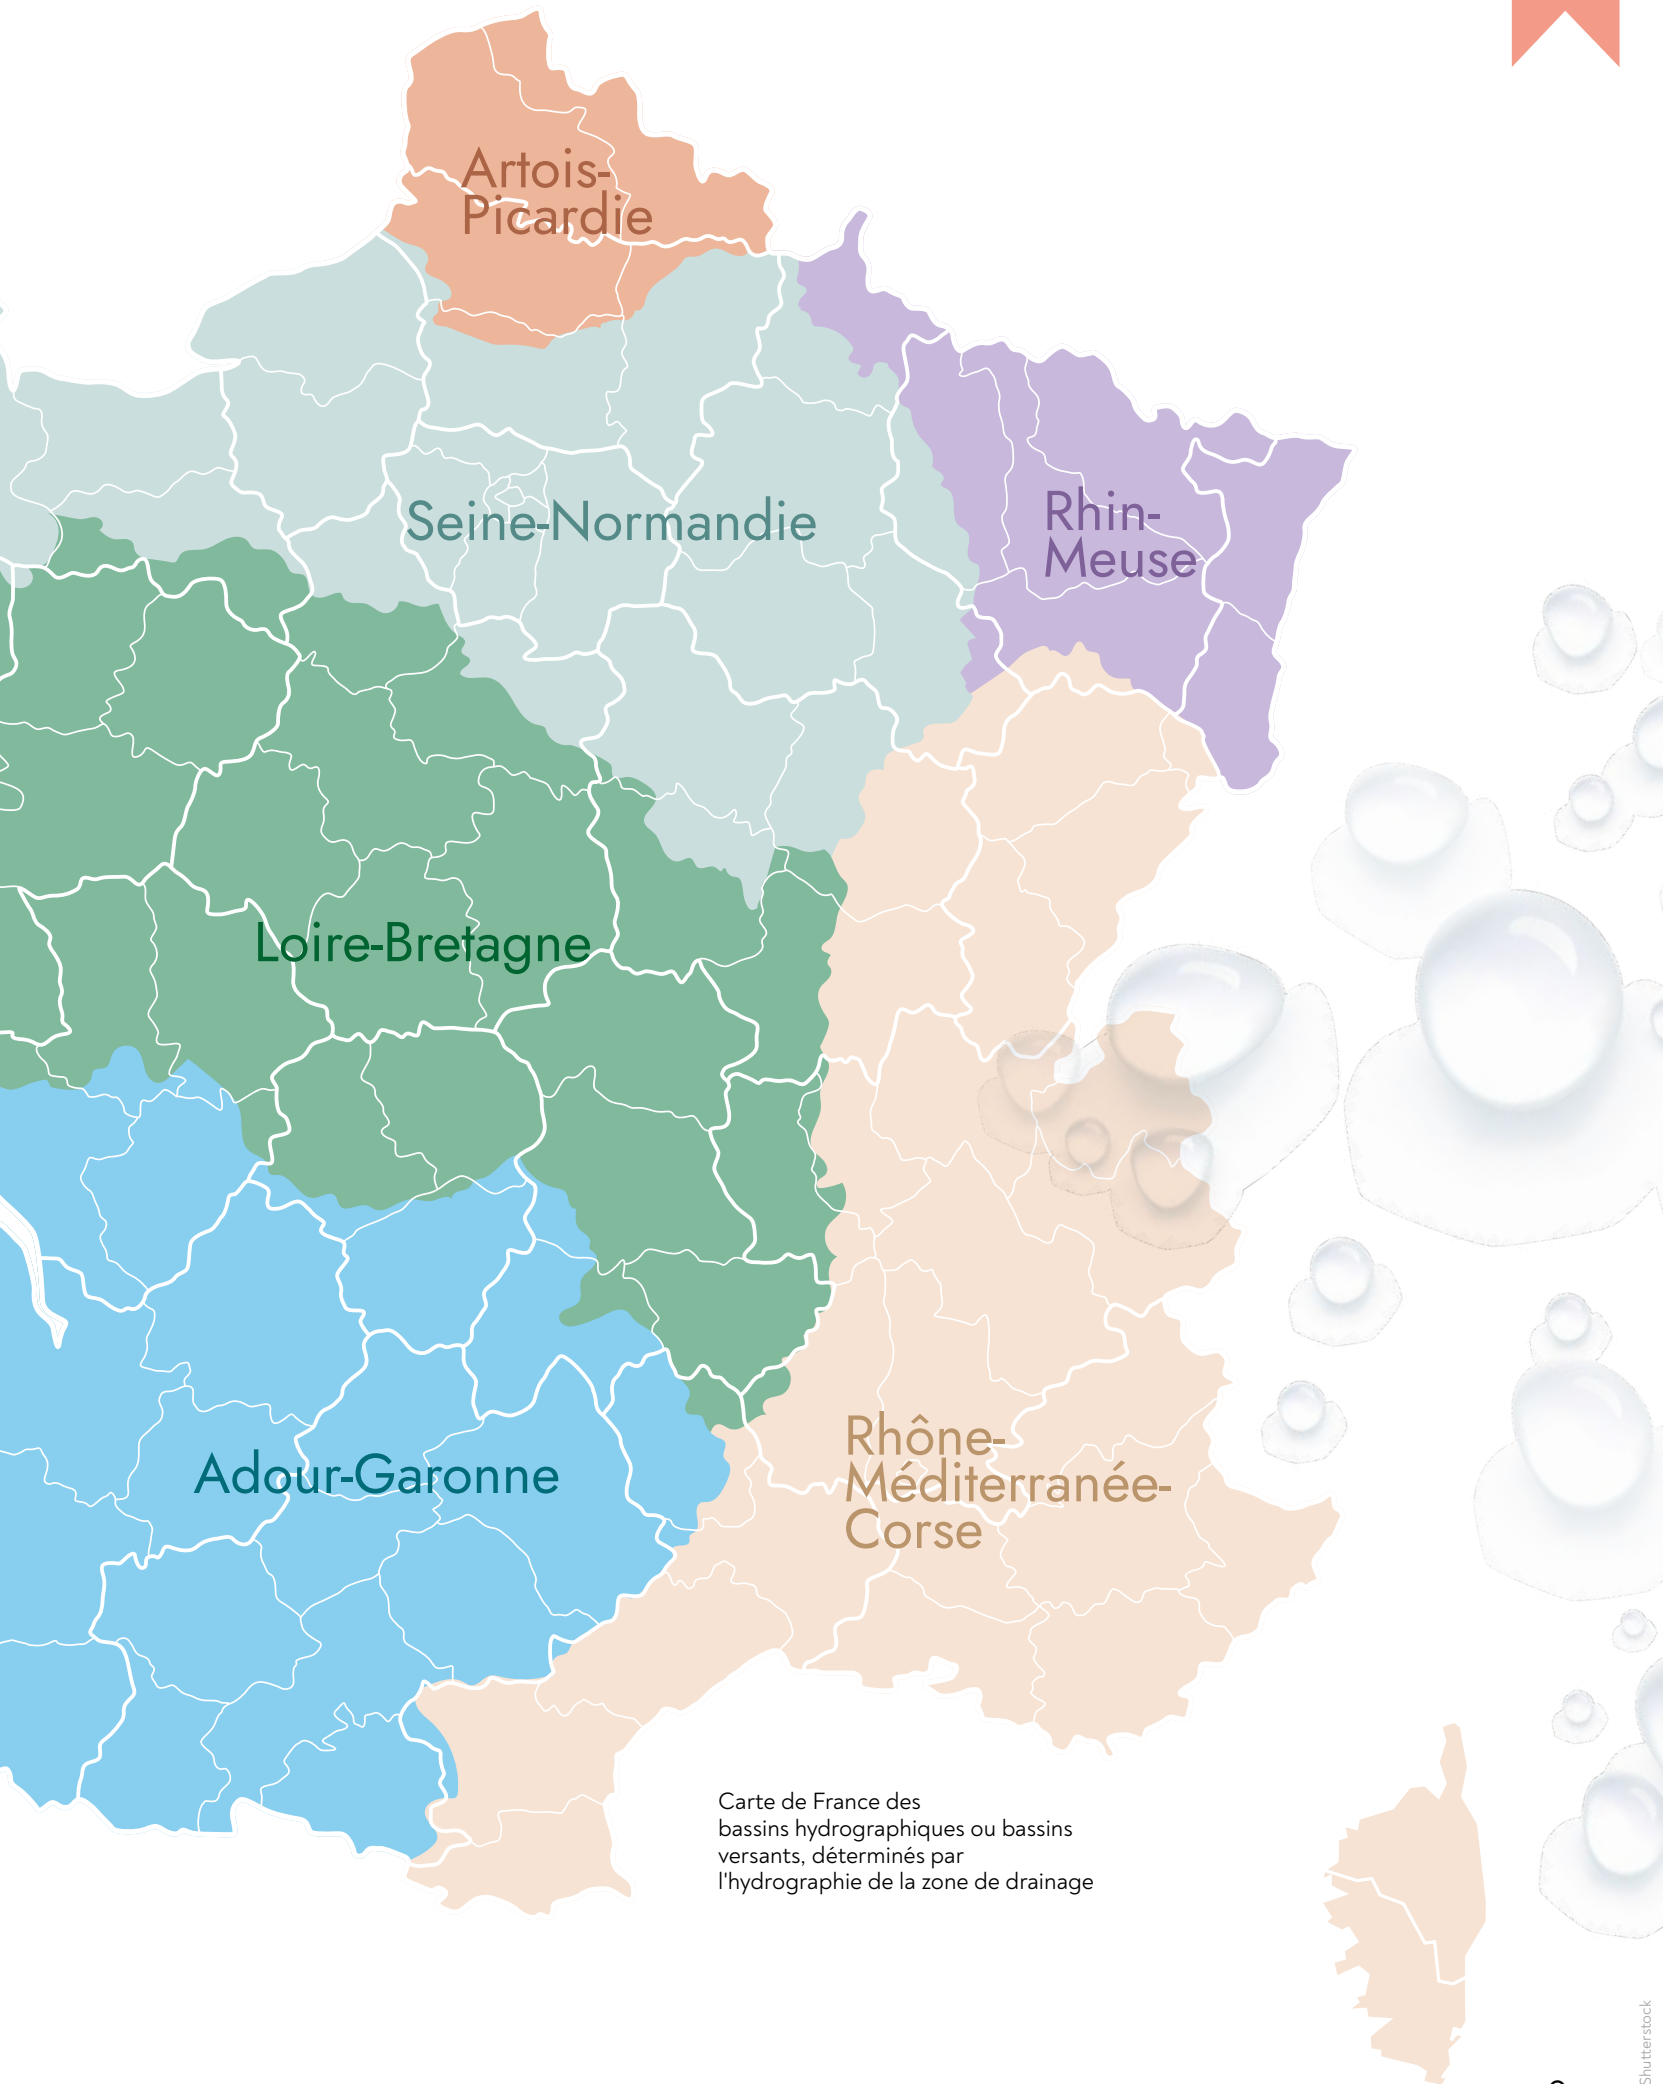 Artois-
Picardie
Seine-Normandie
Rhin-
Meuse
Loire-Bretagne
Adour-Garonne
Rhône-
Méditerranée-
Corse
Carte de France des
bassins hydrographiques ou bassins
versants, déterminés par
l'hydrographie de la zone de drainage
Shutterstock